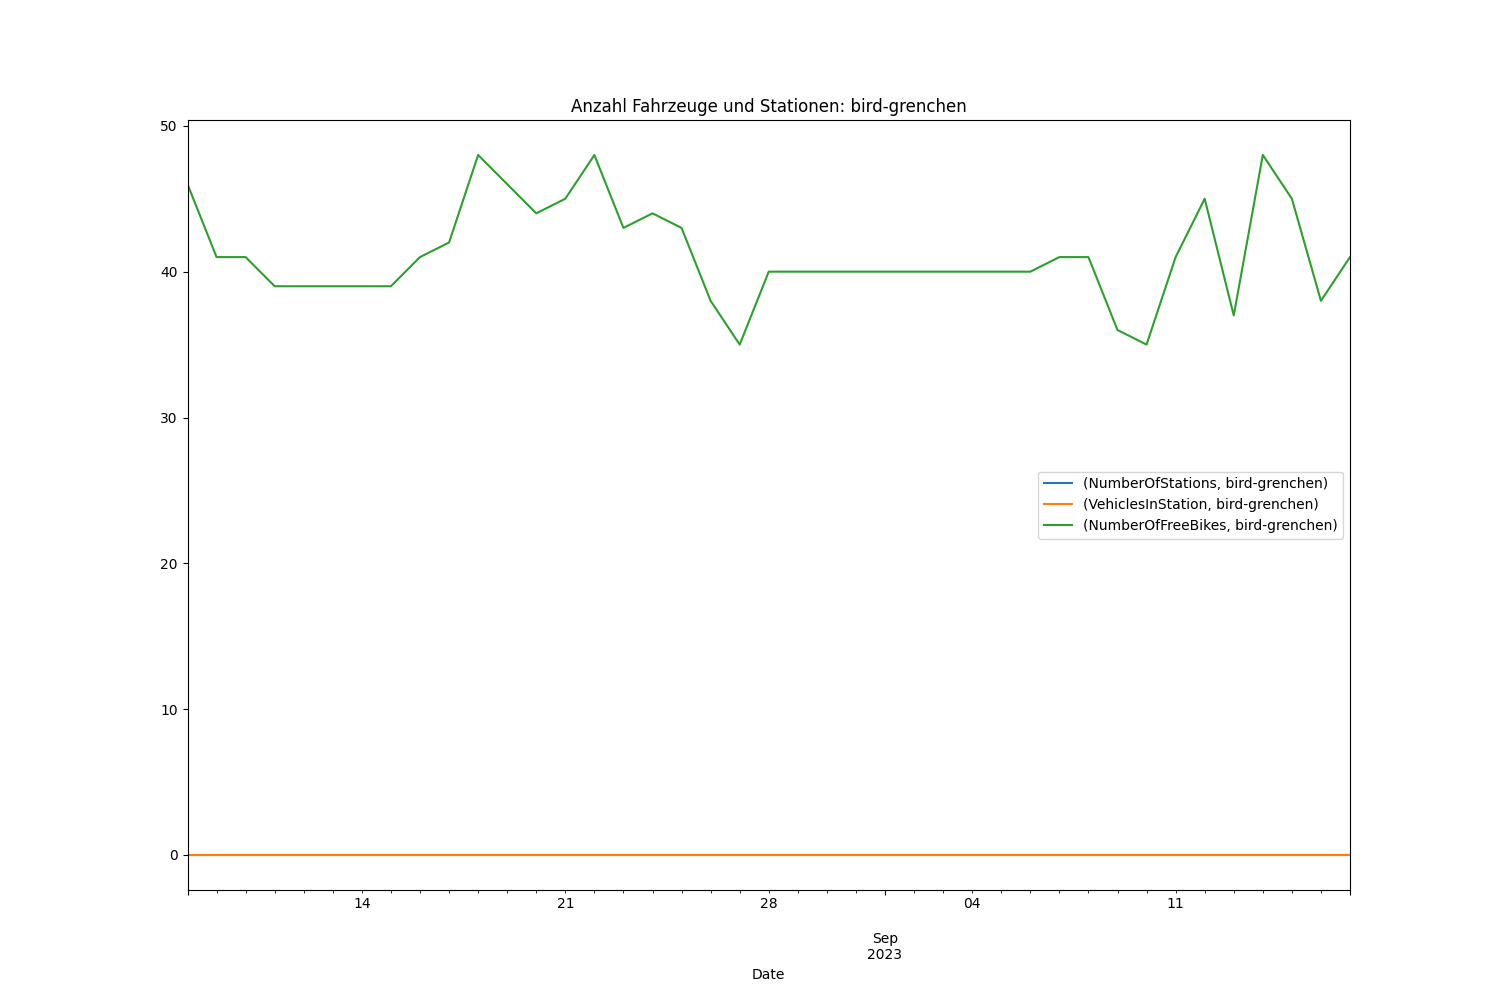 Anzahl Fahrzeuge und Stationen: bird-grenchen
50
40
30
20
10
0
(NumberOfStations, bird-grenchen)
(VehiclesInStation, bird-grenchen)
(NumberOfFreeBikes, bird-grenchen)
14 21 28 04 11
Sep
2023
Date